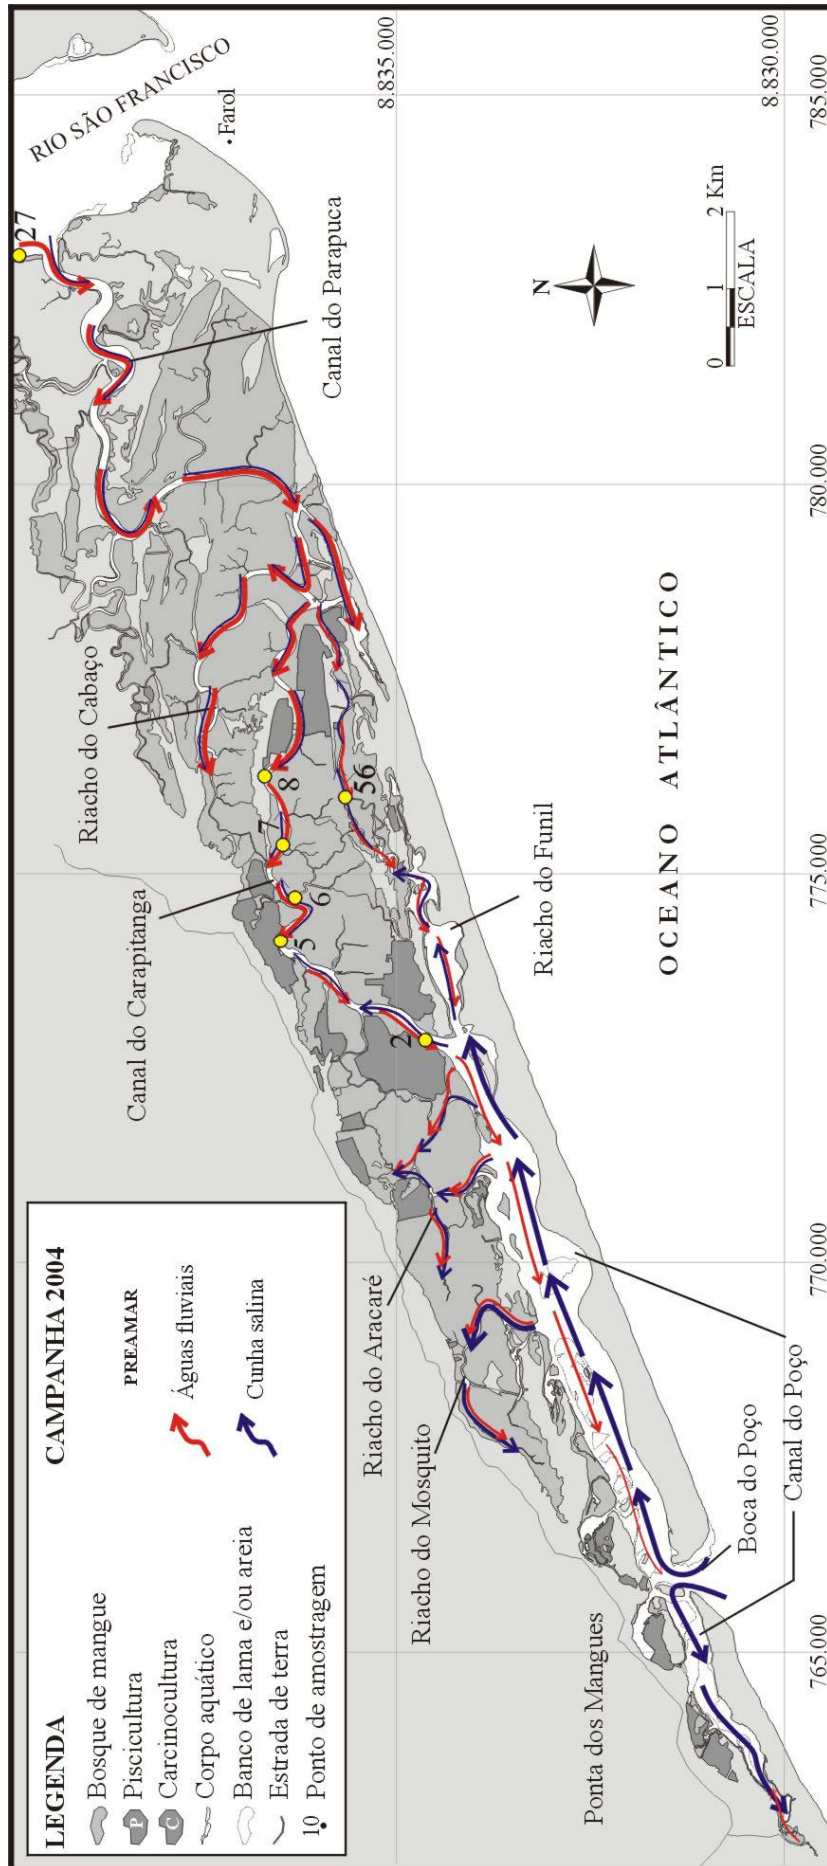 LEGENDA
Bosque de mangue
P Piscicultura
C Carcinocultura
Corpo aquático
Banco de lama e/ou areia
Estrada de terra
10 Ponto de amostragem
CAMPANHA 2004
PREAMAR
Águas fluviais
Cunha salina
RIO SÃO FRANCISCO
Farol
27
Canal do Parapuca
Riacho do Cabaço
Canal do Carapitanga
8
7
6
5
56
2
Riacho do Funil
Riacho do Aracaré
Riacho do Mosquito
Ponta dos Mangues
Boca do Poço
Canal do Poço
OCEANO ATLÂNTICO
N
0 1 2 Km
ESCALA
8.835.000
8.830.000
765.000
770.000
775.000
780.000
785.000